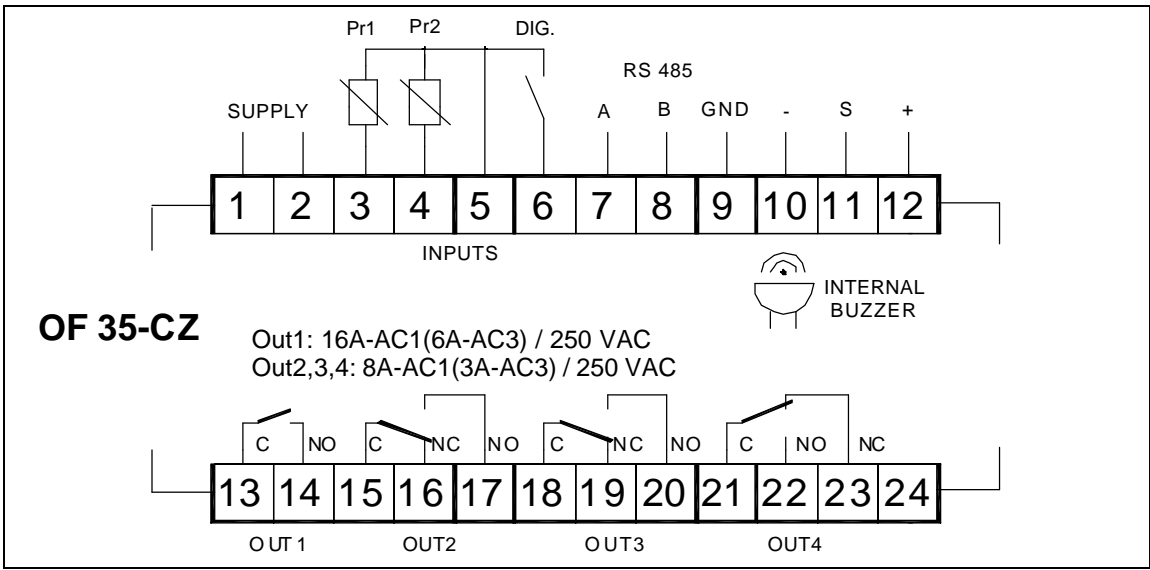 Pr1 Pr2 DIG.
RS 485
SUPPLY A B GND - S +
1 2 3 4 5 6 7 8 9 10 11 12
INPUTS
INTERNAL
BUZZER
OF 35-CZ
Out1: 16A-AC1(6A-AC3) / 250 VAC
Out2,3,4: 8A-AC1(3A-AC3) / 250 VAC
C NO C NC NO C NC NO C NO NC
13 14 15 16 17 18 19 20 21 22 23 24
OUT1 OUT2 OUT3 OUT4